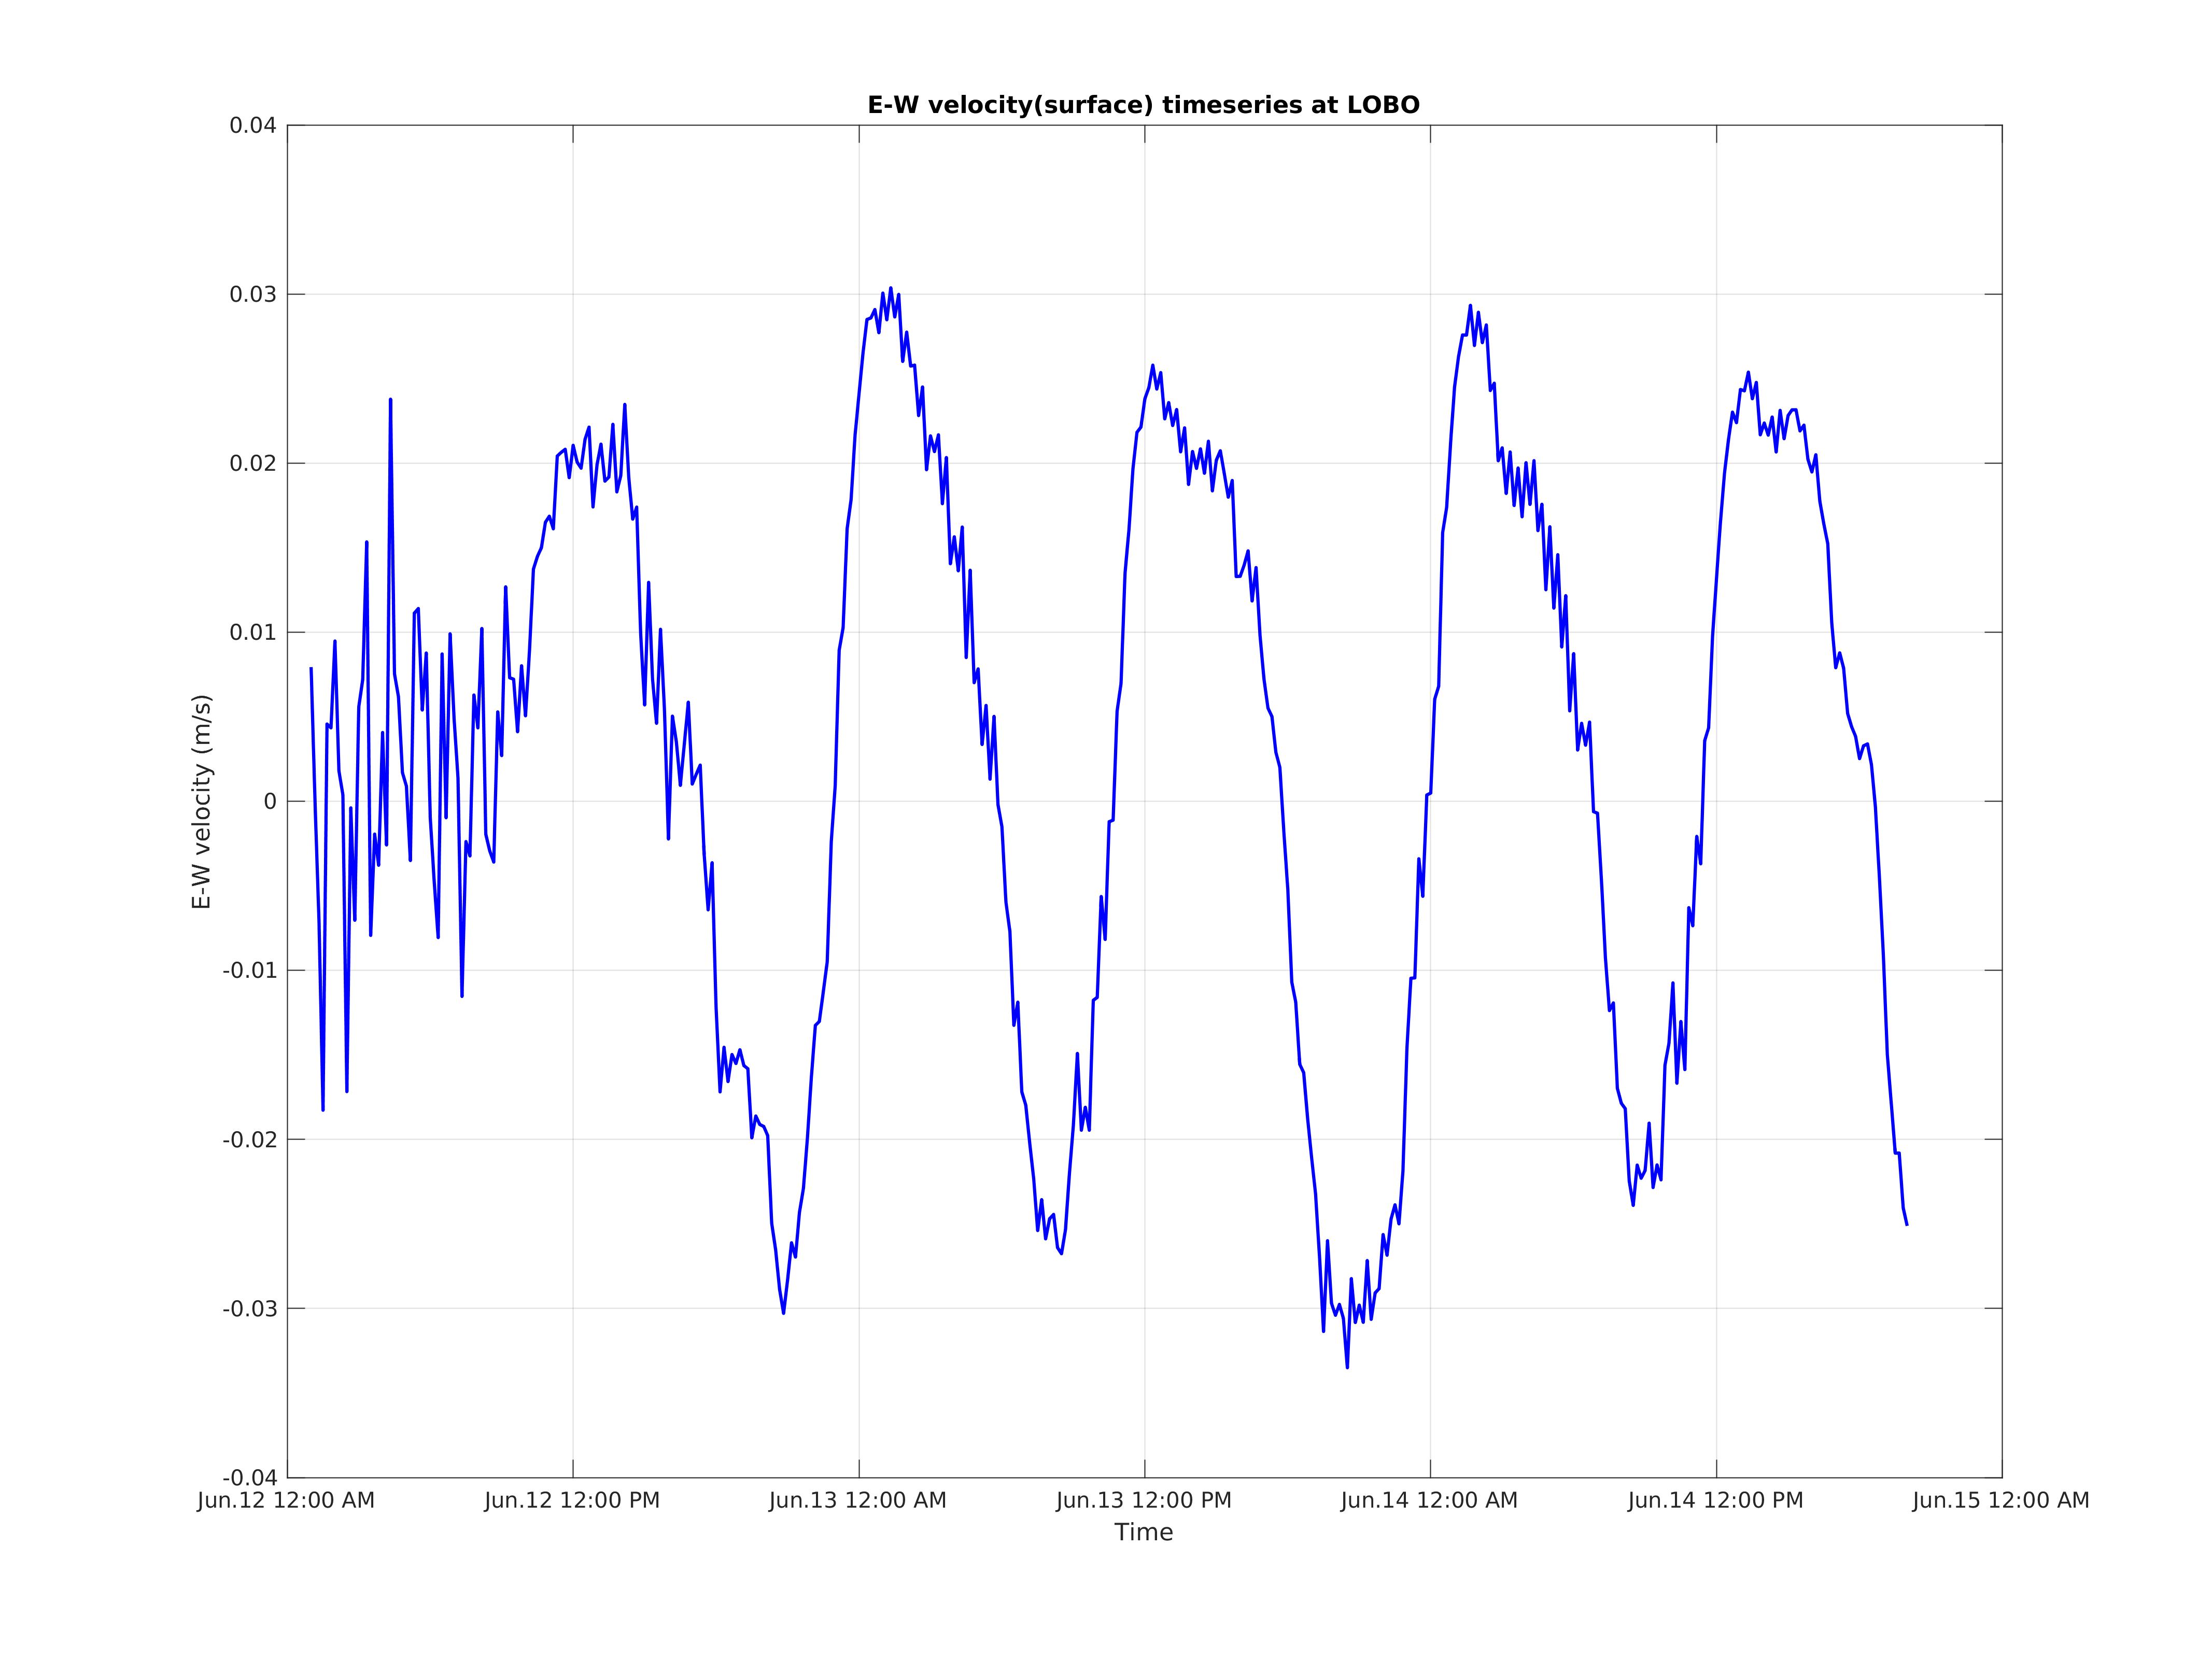 E-W velocity(surface) timeseries at LOBO
0.04
0.03
0.02
0.01
0
-0.01
-0.02
-0.03
-0.04
E-W velocity (m/s)
Jun.12 12:00 AM Jun.12 12:00 PM Jun.13 12:00 AM Jun.13 12:00 PM Jun.14 12:00 AM Jun.14 12:00 PM Jun.15 12:00 AM
Time